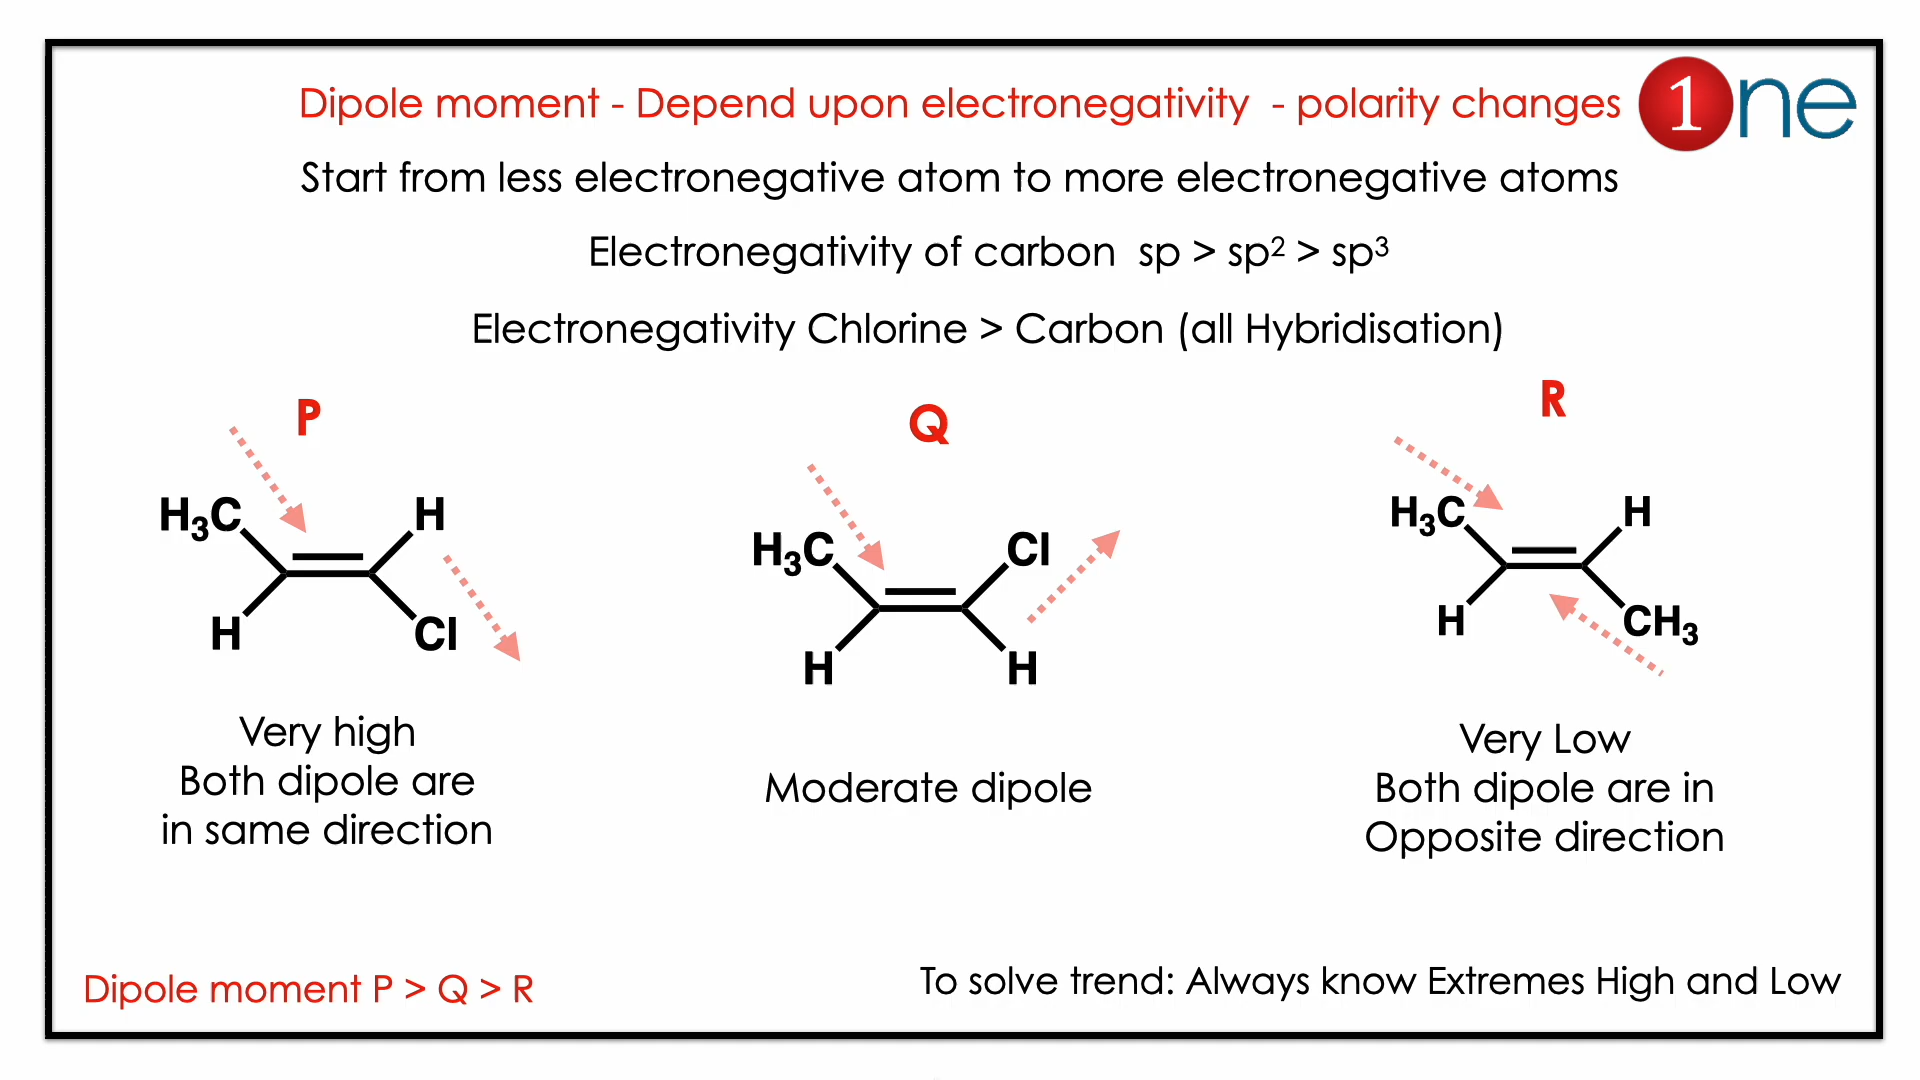 Dipole moment - Depend upon electronegativity - polarity changes
1ne
Start from less electronegative atom to more electronegative atoms
Electronegativity of carbon sp > sp² > sp³
Electronegativity Chlorine > Carbon (all Hybridisation)
P
H₃C H
H Cl
Very high
Both dipole are
in same direction
Q
H₃C Cl
H H
Moderate dipole
R
H₃C H
H CH₃
Very Low
Both dipole are in
Opposite direction
Dipole moment P > Q > R
To solve trend: Always know Extremes High and Low